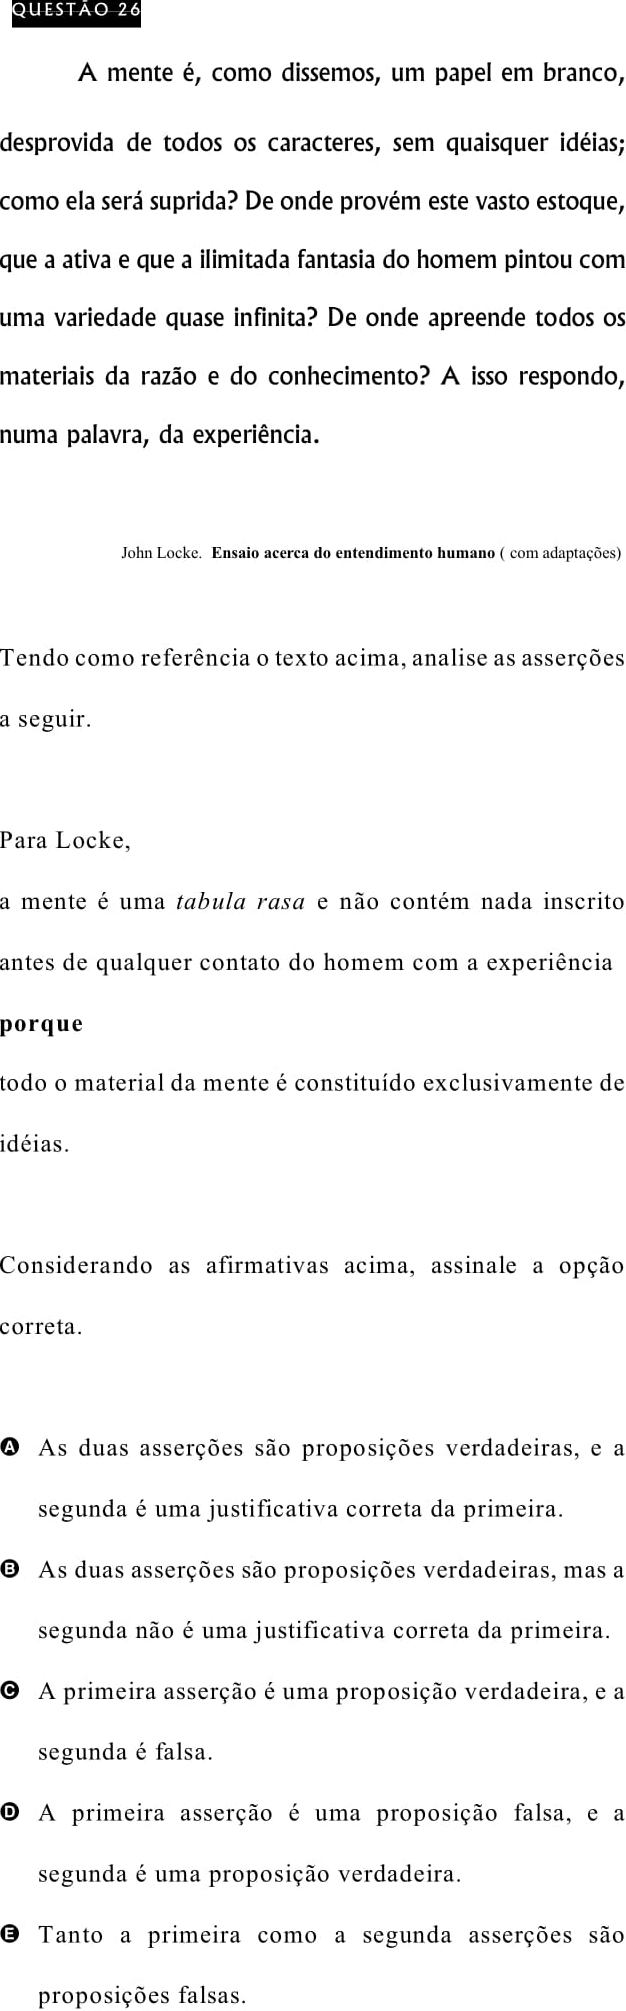 QUESTÃO 26
A mente é, como dissemos, um papel em branco,
desprovida de todos os caracteres, sem quaisquer idéias;
como ela será suprida? De onde provém este vasto estoque,
que a ativa e que a ilimitada fantasia do homem pintou com
uma variedade quase infinita? De onde apreende todos os
materiais da razão e do conhecimento? A isso respondo,
numa palavra, da experiência.
John Locke. Ensaio acerca do entendimento humano ( com adaptações)
Tendo como referência o texto acima, analise as asserções
a seguir.
Para Locke,
a mente é uma tabula rasa e não contém nada inscrito
antes de qualquer contato do homem com a experiência
porque
todo o material da mente é constituído exclusivamente de
idéias.
Considerando as afirmativas acima, assinale a opção
correta.
A As duas asserções são proposições verdadeiras, e a
segunda é uma justificativa correta da primeira.
B As duas asserções são proposições verdadeiras, mas a
segunda não é uma justificativa correta da primeira.
C A primeira asserção é uma proposição verdadeira, e a
segunda é falsa.
D A primeira asserção é uma proposição falsa, e a
segunda é uma proposição verdadeira.
E Tanto a primeira como a segunda asserções são
proposições falsas.